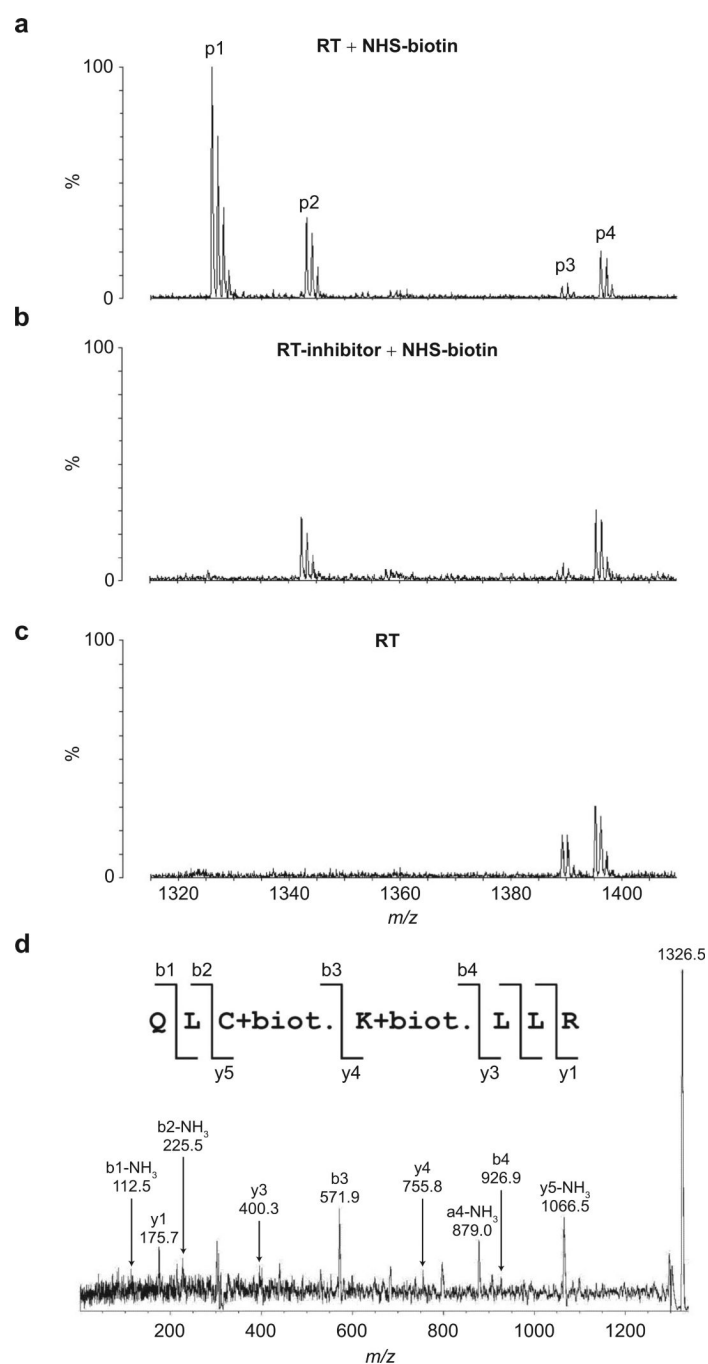 a
RT + NHS-biotin
p1
p2
p3
p4
100
%
0
b
RT-inhibitor + NHS-biotin
100
%
0
c
RT
100
%
0
1320 1340 1360 1380 1400
m/z
d
1326.5
b1 b2 b3 b4
Q L C+biot. K+biot. L L R
y5 y4 y3 y1
b2-NH3
225.5
b1-NH3
112.5
y1
175.7
y3
400.3
b3
571.9
y4
755.8
b4
926.9
a4-NH3
879.0
y5-NH3
1066.5
200 400 600 800 1000 1200
m/z